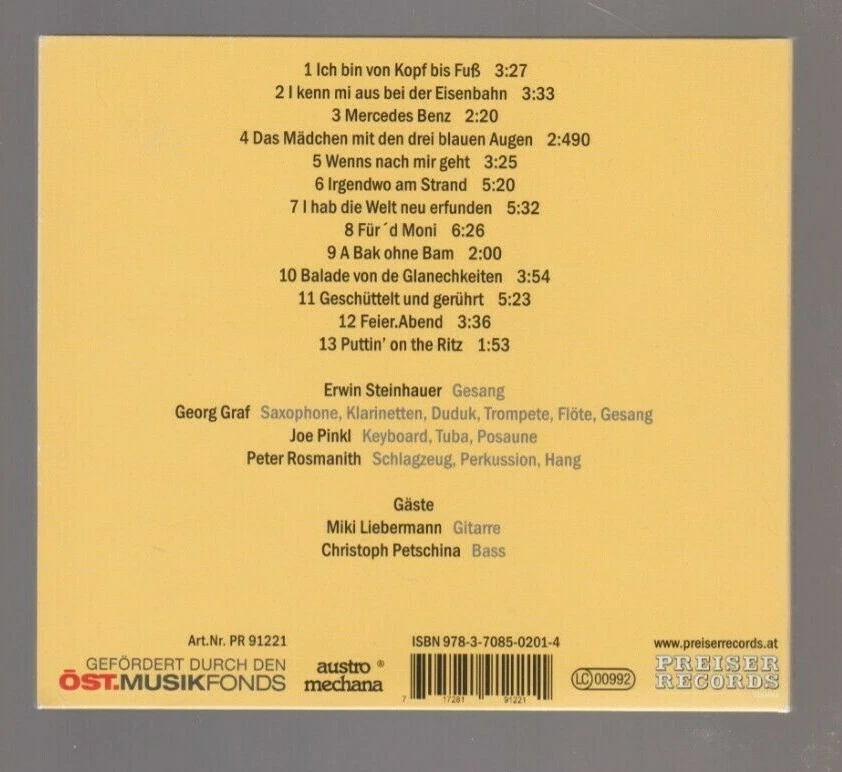 1 Ich bin von Kopf bis Fuß 3:27
2 I kenn mi aus bei der Eisenbahn 3:33
3 Mercedes Benz 2:20
4 Das Mädchen mit den drei blauen Augen 2:490
5 Wenns nach mir geht 3:25
6 Irgendwo am Strand 5:20
7 I hab die Welt neu erfunden 5:32
8 Für´d Moni 6:26
9 A Bak ohne Bam 2:00
10 Balade von de Glanechkeiten 3:54
11 Geschüttelt und gerührt 5:23
12 Feier.Abend 3:36
13 Puttin' on the Ritz 1:53
Erwin Steinhauer Gesang
Georg Graf Saxophone, Klarinetten, Duduk, Trompete, Flöte, Gesang
Joe Pinkl Keyboard, Tuba, Posaune
Peter Rosmanith Schlagzeug, Perkussion, Hang
Gäste
Miki Liebermann Gitarre
Christoph Petschina Bass
Art.Nr. PR 91221
GEFÖRDERT DURCH DEN
ÖST.MUSIKFONDS
austro ®
mechana
ISBN 978-3-7085-0201-4
7 17281 91221
LC 00992
www.preiserrecords.at
PREISER
RECORDS